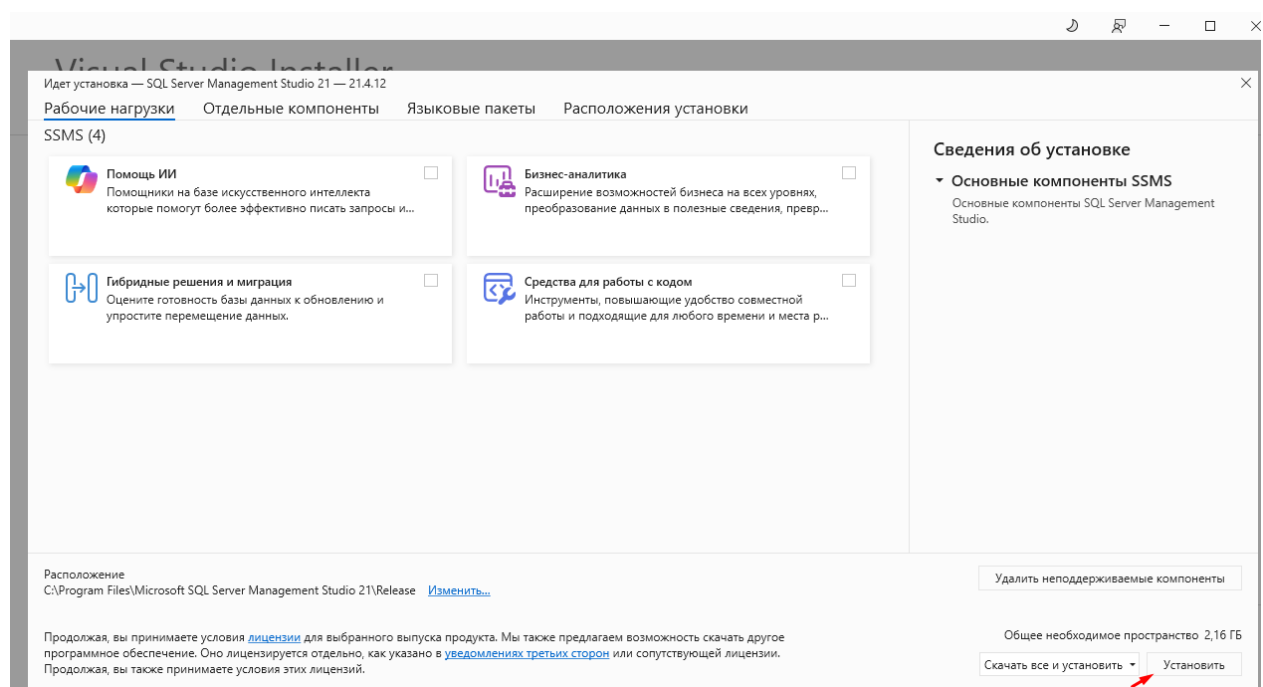 Visual Studio Installer
Идет установка — SQL Server Management Studio 21 — 21.4.12
Рабочие нагрузки Отдельные компоненты Языковые пакеты Расположения установки
SSMS (4)
Помощь ИИ
Помощники на базе искусственного интеллекта
которые помогут более эффективно писать запросы и...
Бизнес-аналитика
Расширение возможностей бизнеса на всех уровнях,
преобразование данных в полезные сведения, превр...
Гибридные решения и миграция
Оцените готовность базы данных к обновлению и
упростите перемещение данных.
Средства для работы с кодом
Инструменты, повышающие удобство совместной
работы и подходящие для любого времени и места р...
Сведения об установке
Основные компоненты SSMS
Основные компоненты SQL Server Management
Studio.
Расположение
C:\Program Files\Microsoft SQL Server Management Studio 21\Release Изменить...
Удалить неподдерживаемые компоненты
Продолжая, вы принимаете условия лицензии для выбранного выпуска продукта. Мы также предлагаем возможность скачать другое
программное обеспечение. Оно лицензируется отдельно, как указано в уведомлениях третьих сторон или сопутствующей лицензии.
Продолжая, вы также принимаете условия этих лицензий.
Общее необходимое пространство 2,16 ГБ
Скачать все и установить Установить